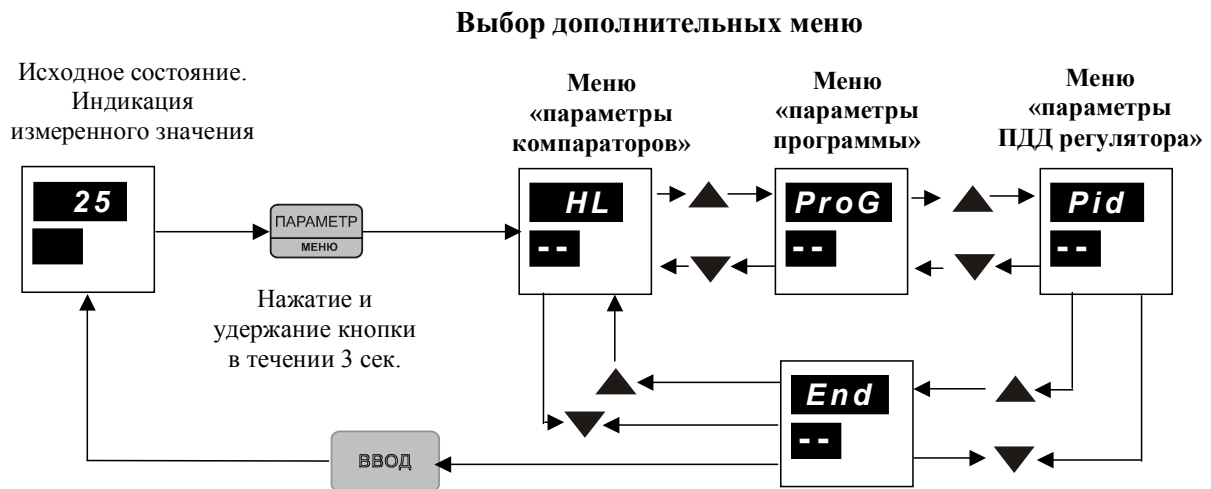 Выбор дополнительных меню
Исходное состояние.
Индикация
измеренного значения
Меню
«параметры
компараторов»
Меню
«параметры
программы»
Меню
«параметры
ПДД регулятора»
25
ПАРАМЕТР
МЕНЮ
HL
--
ProG
--
Pid
--
Нажатие и
удержание кнопки
в течении 3 сек.
End
--
ВВОД